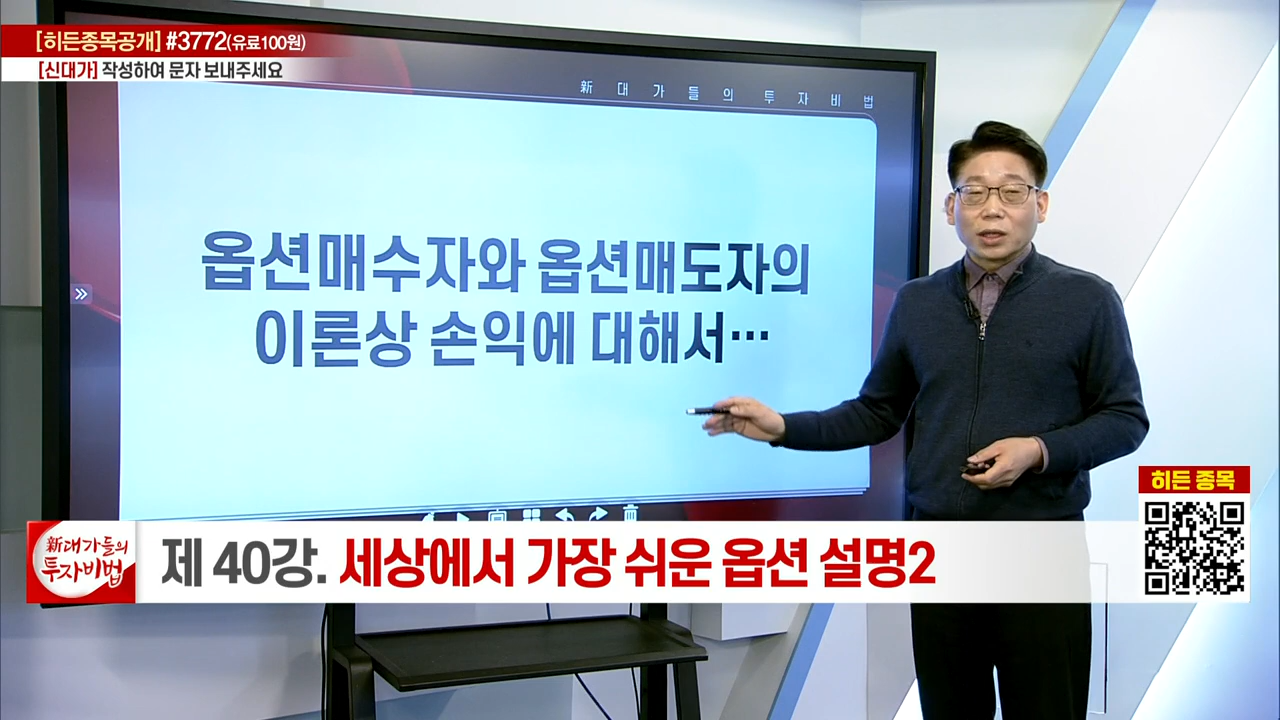 [히든종목공개] #3772(유료100원)
[신대가] 작성하여 문자 보내주세요
新 대 가 들 의 투 자 비 법
옵션매수자와 옵션매도자의
이론상 손익에 대해서…
히든 종목
新대가들의
투자비법
제 40강. 세상에서 가장 쉬운 옵션 설명2